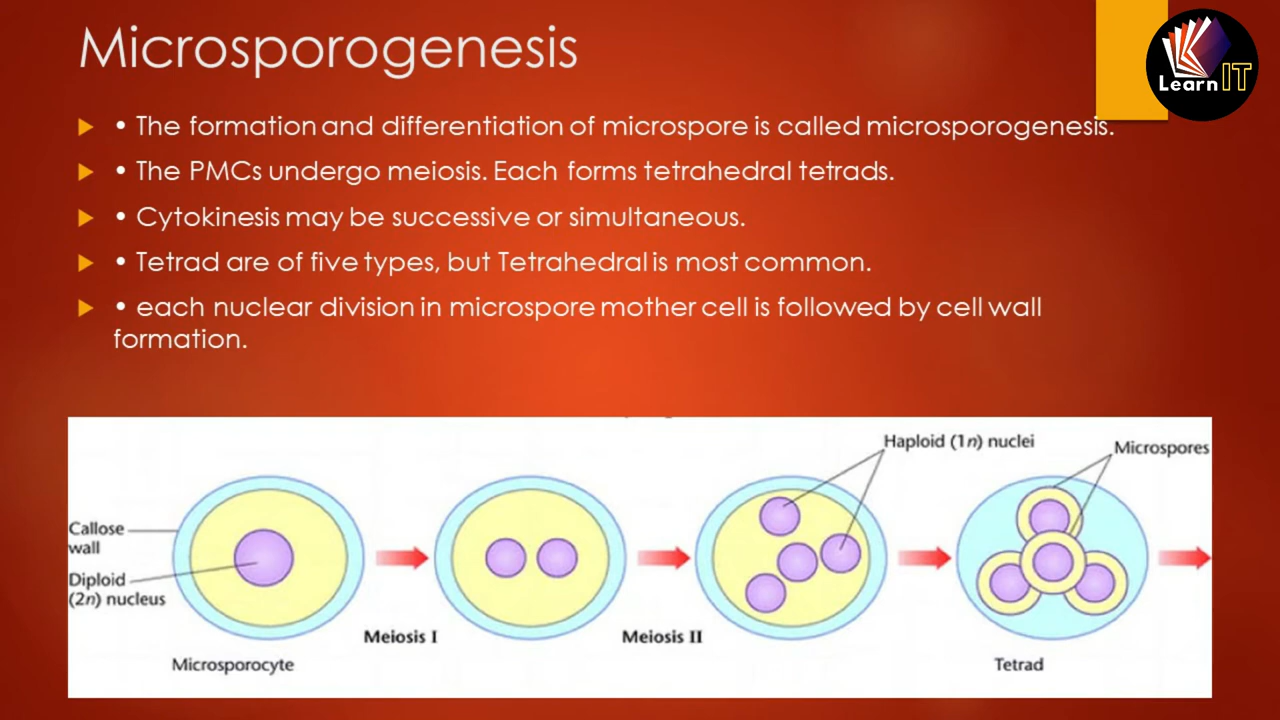 Microsporogenesis
LearnIT
• The formation and differentiation of microspore is called microsporogenesis.
• The PMCs undergo meiosis. Each forms tetrahedral tetrads.
• Cytokinesis may be successive or simultaneous.
• Tetrad are of five types, but Tetrahedral is most common.
• each nuclear division in microspore mother cell is followed by cell wall
formation.
Haploid (1n) nuclei
Microspores
Callose
wall
Diploid
(2n) nucleus
Meiosis I
Meiosis II
Microsporocyte
Tetrad